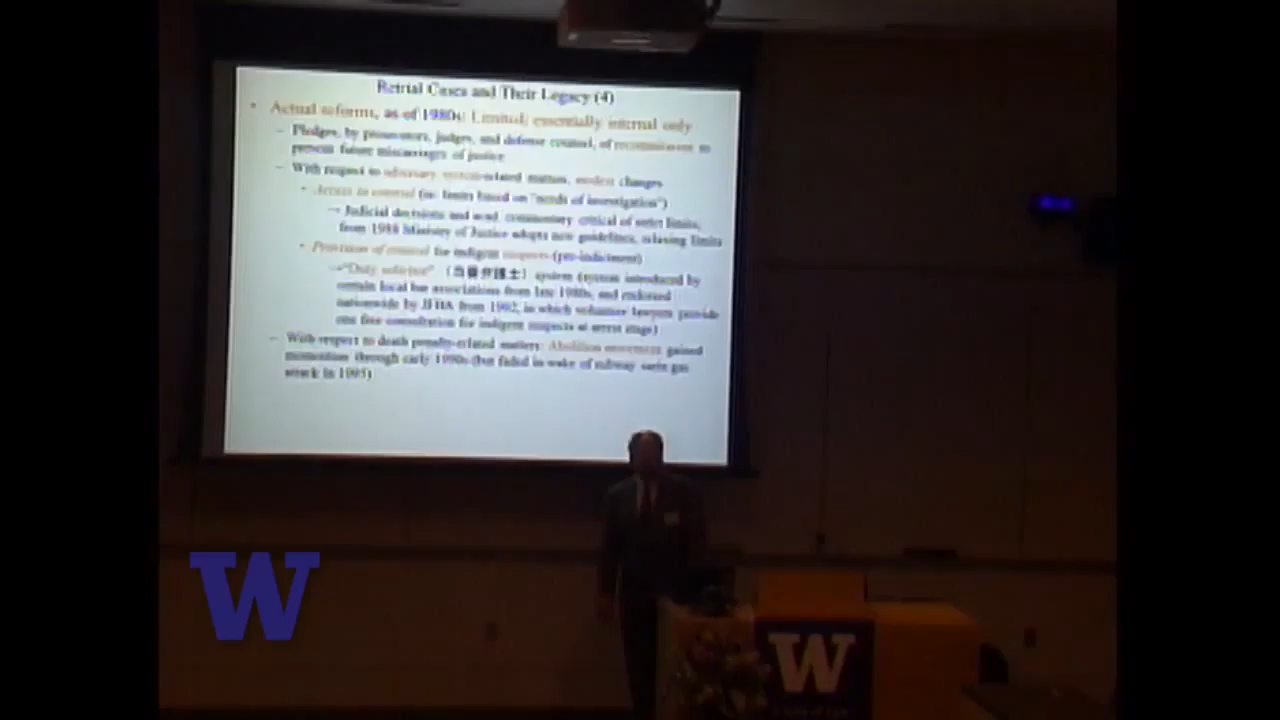 Retrial Cases and Their Legacy (4)
• Actual reforms, as of 1980s: Limited; essentially internal only
– Pledges, by prosecutors, judges, and defense counsel, of recommitment to
prevent future miscarriages of justice
– With respect to adversary system-related matters, modest changes
• Access to counsel (re: limits based on "needs of investigation")
→ Judicial decisions and acad. commentary critical of strict limits;
from 1988 Ministry of Justice adopts new guidelines, relaxing limits
• Provision of counsel for indigent suspects (pre-indictment)
→"Duty solicitor" (当番弁護士) system (system introduced by
certain local bar associations from late 1980s, and endorsed
nationwide by JFBA from 1992, in which volunteer lawyers provide
one free consultation for indigent suspects at arrest stage)
– With respect to death penalty-related matters: Abolition movement gained
momentum through early 1990s (but faded in wake of subway sarin gas
attack in 1995)
W
W